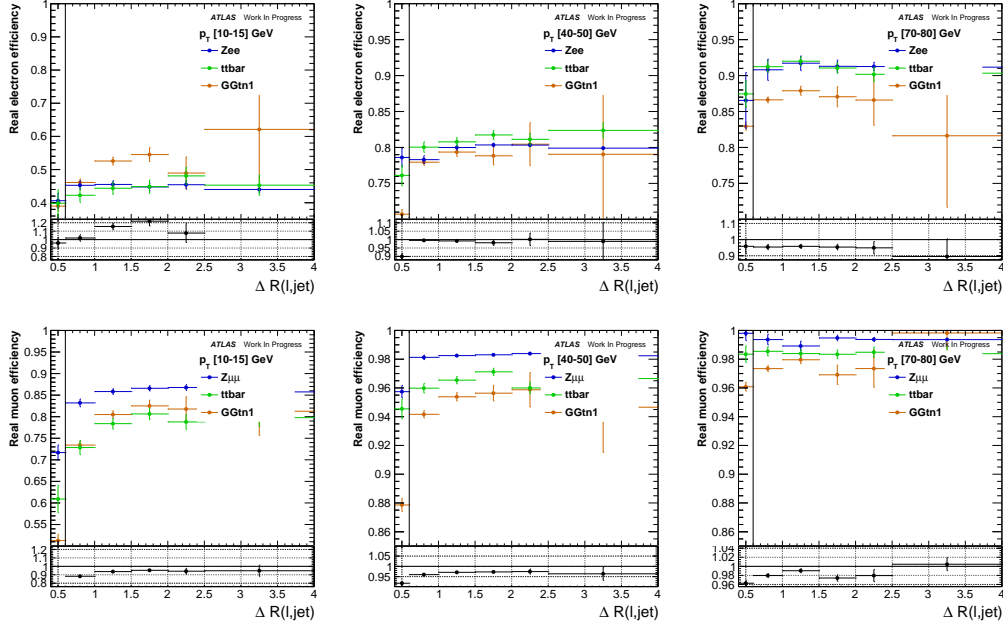 ATLAS Work In Progress
p_T [10-15] GeV
Zee
ttbar
GGtn1
Real electron efficiency
1
0.9
0.8
0.7
0.6
0.5
0.4
1.2
1.1
1
0.9
0.8
0.5 1 1.5 2 2.5 3 3.5 4
Δ R(l,jet)
ATLAS Work In Progress
p_T [40-50] GeV
Zee
ttbar
GGtn1
Real electron efficiency
1
0.95
0.9
0.85
0.8
0.75
1.1
1.05
1
0.95
0.9
0.5 1 1.5 2 2.5 3 3.5 4
Δ R(l,jet)
ATLAS Work In Progress
p_T [70-80] GeV
Zee
ttbar
GGtn1
Real electron efficiency
1
0.95
0.9
0.85
0.8
0.75
1.1
1
0.9
0.5 1 1.5 2 2.5 3 3.5 4
Δ R(l,jet)
ATLAS Work In Progress
p_T [10-15] GeV
Zμμ
ttbar
GGtn1
Real muon efficiency
1
0.95
0.9
0.85
0.8
0.75
0.7
0.65
0.6
0.55
1.2
1.1
1
0.9
0.8
0.5 1 1.5 2 2.5 3 3.5 4
Δ R(l,jet)
ATLAS Work In Progress
p_T [40-50] GeV
Zμμ
ttbar
GGtn1
Real muon efficiency
1
0.98
0.96
0.94
0.92
0.9
0.88
0.86
1.05
1
0.95
0.5 1 1.5 2 2.5 3 3.5 4
Δ R(l,jet)
ATLAS Work In Progress
p_T [70-80] GeV
Zμμ
ttbar
GGtn1
Real muon efficiency
1
0.98
0.96
0.94
0.92
0.9
0.88
0.86
1.04
1.02
1
0.98
0.96
0.5 1 1.5 2 2.5 3 3.5 4
Δ R(l,jet)